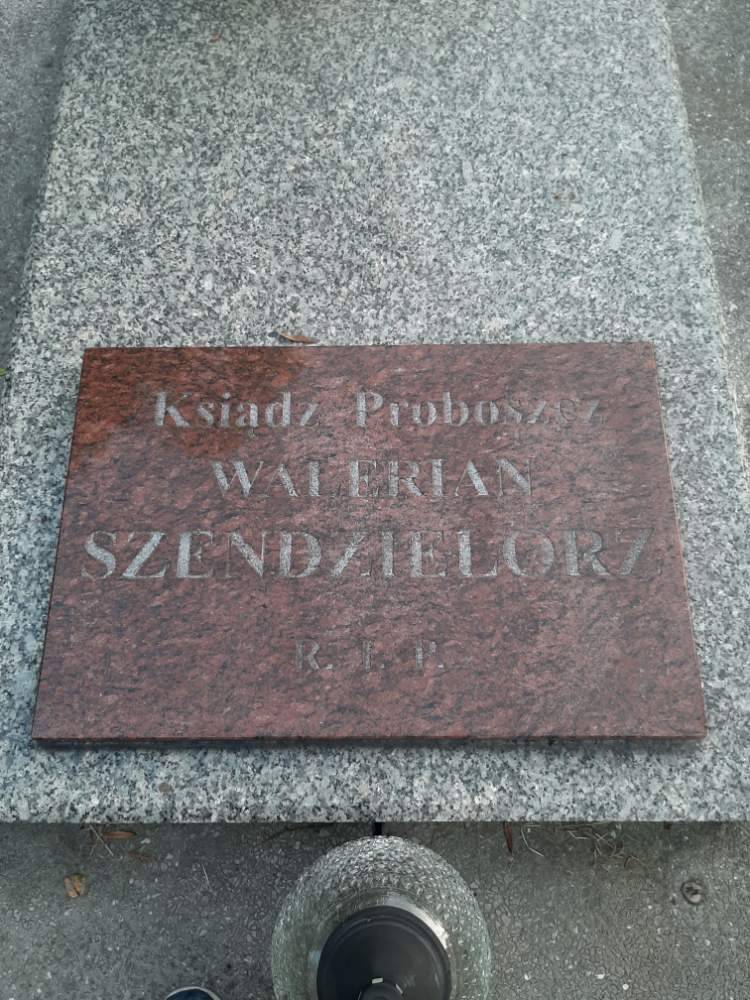 Ksiądz Proboszcz
WALERIAN
SZENDZIELORZ
R. I. P.